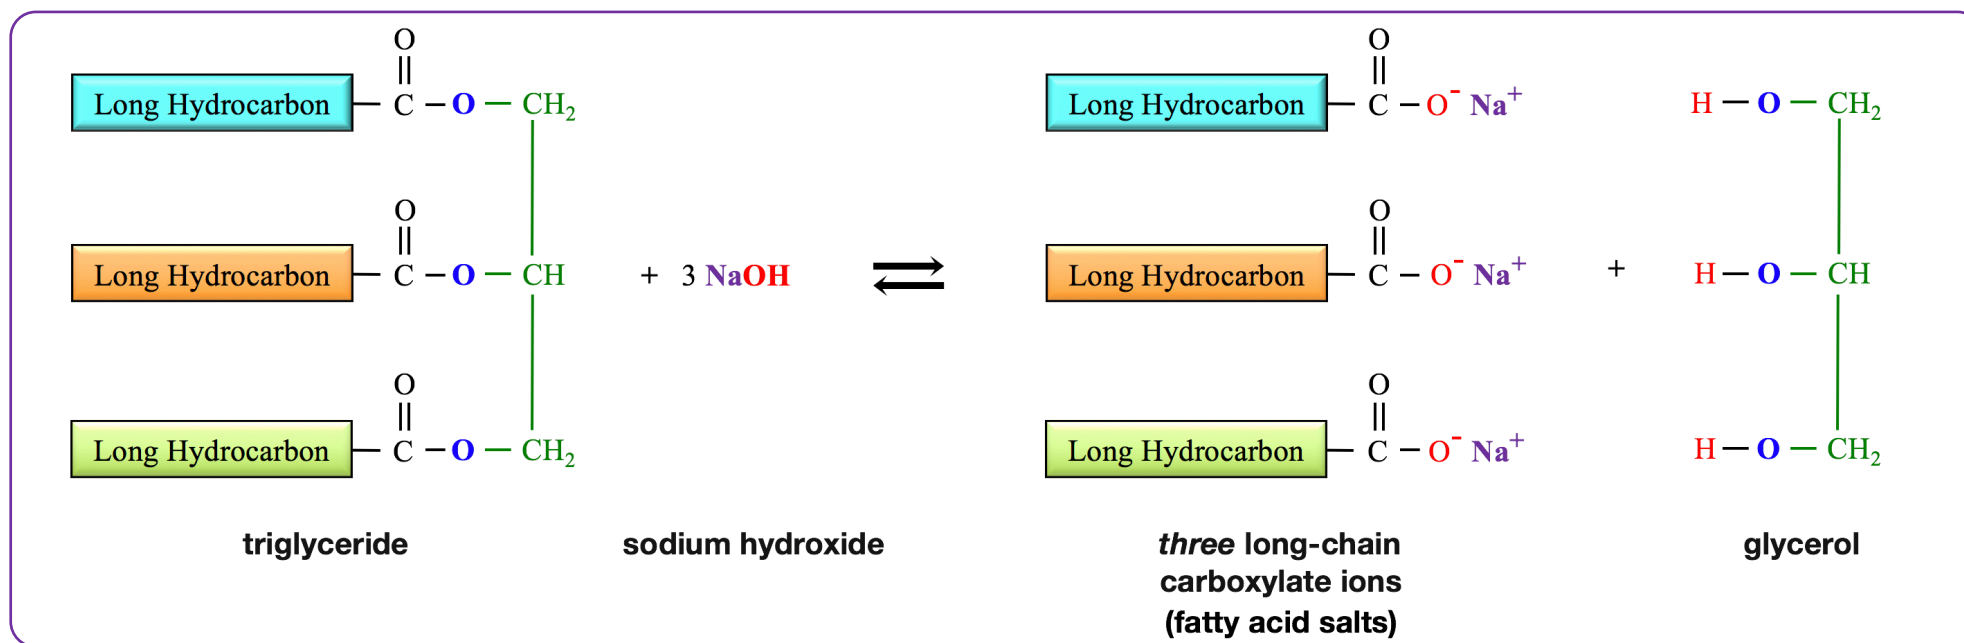 O
Long Hydrocarbon — C — O — CH₂
O
Long Hydrocarbon — C — O — CH
O
Long Hydrocarbon — C — O — CH₂
+ 3 NaOH
O
Long Hydrocarbon — C — O⁻ Na⁺
O
Long Hydrocarbon — C — O⁻ Na⁺
O
Long Hydrocarbon — C — O⁻ Na⁺
+
H — O — CH₂
H — O — CH
H — O — CH₂
triglyceride
sodium hydroxide
three long-chain
carboxylate ions
(fatty acid salts)
glycerol